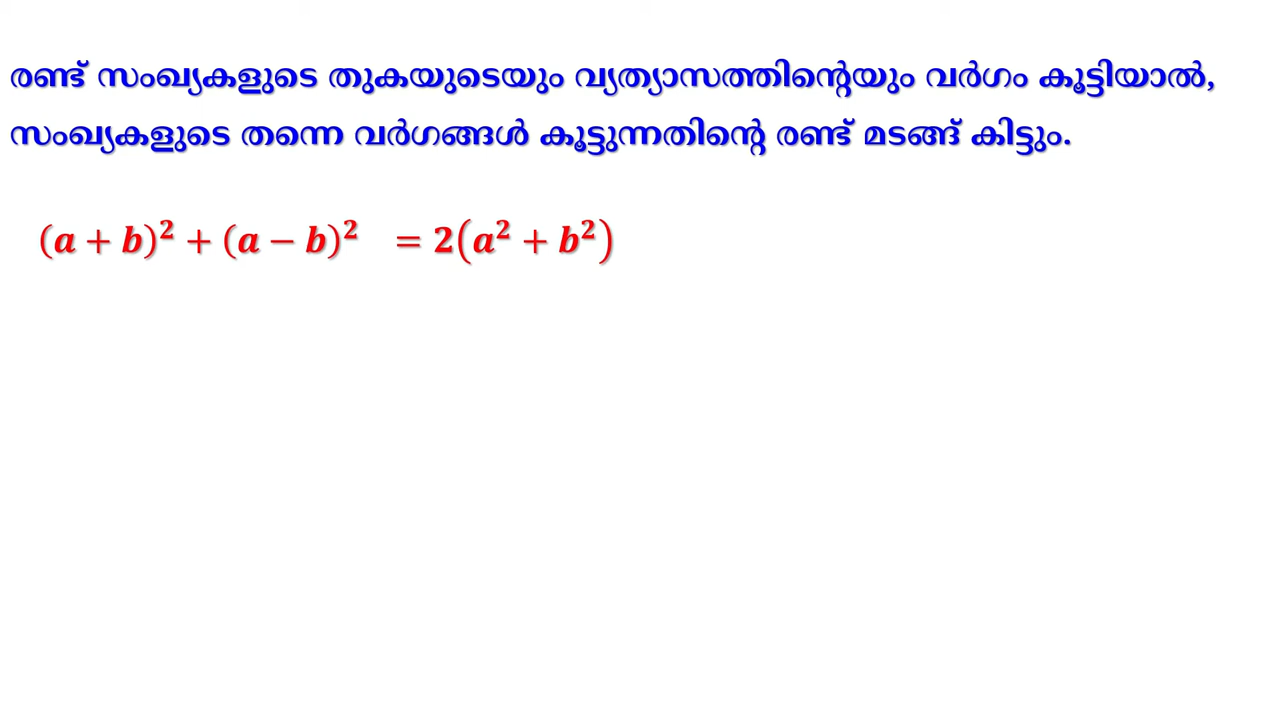 രണ്ട് സംഖ്യകളുടെ തുകയുടെയും വ്യത്യാസത്തിന്റെയും വർഗം കൂട്ടിയാൽ,
സംഖ്യകളുടെ തന്നെ വർഗങ്ങൾ കൂട്ടുന്നതിന്റെ രണ്ട് മടങ്ങ് കിട്ടും.
(a + b)² + (a − b)² = 2(a² + b²)